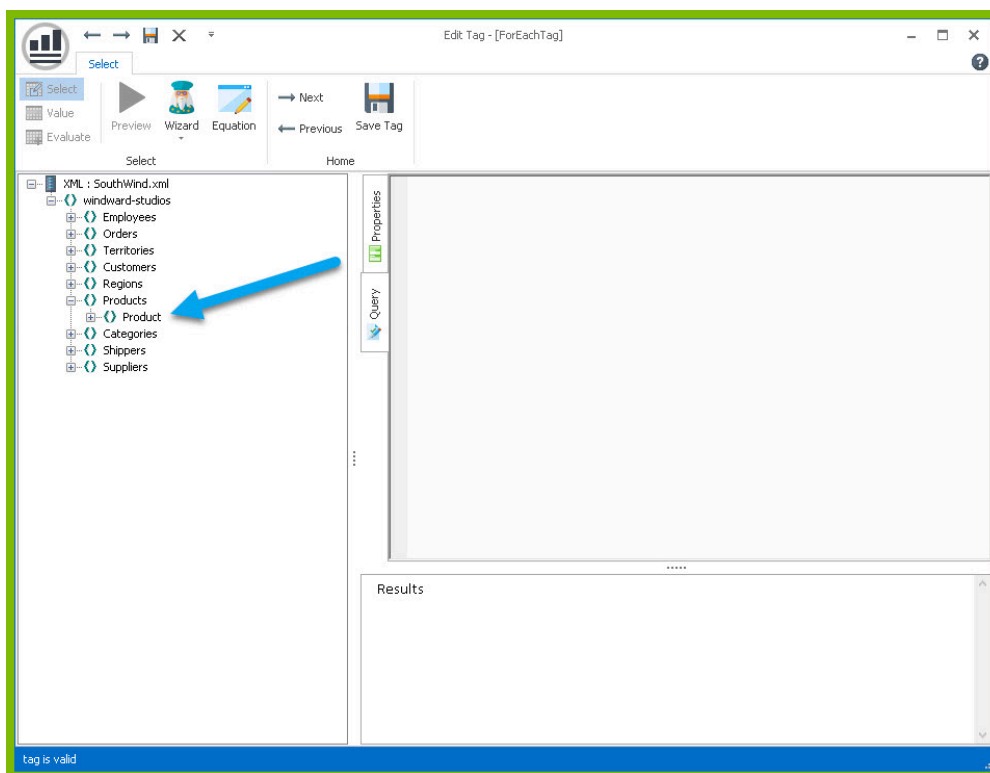 Edit Tag - [ForEachTag]
Select
Select
Value
Evaluate
Preview
Wizard
Equation
Next
Previous
Save Tag
Select
Home
XML : SouthWind.xml
windward-studios
Employees
Orders
Territories
Customers
Regions
Products
Product
Categories
Shippers
Suppliers
Properties
Query
Results
tag is valid